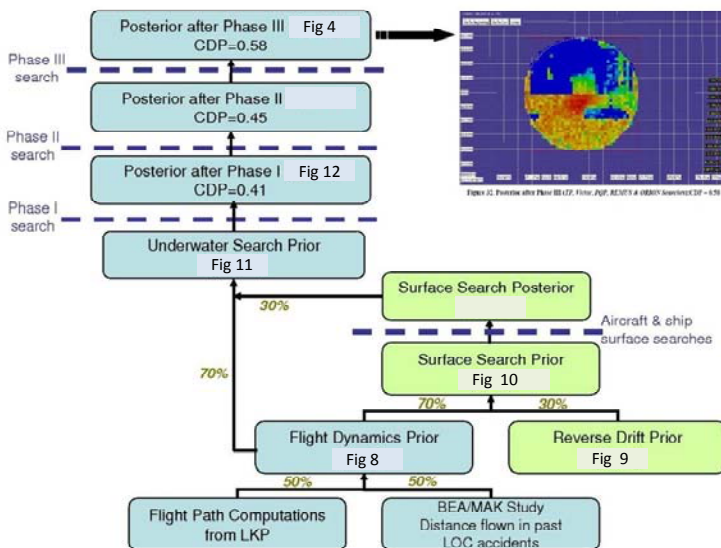 Posterior after Phase III Fig 4
CDP=0.58
Phase III
search
Posterior after Phase II
CDP=0.45
Phase II
search
Posterior after Phase I Fig 12
CDP=0.41
Phase I
search
Underwater Search Prior
Fig 11
30%
Surface Search Posterior
Aircraft & ship
surface searches
70%
Surface Search Prior
Fig 10
70%
30%
Flight Dynamics Prior
Fig 8
Reverse Drift Prior
Fig 9
50%
50%
Flight Path Computations
from LKP
BEA/MAK Study
Distance flown in past
LOC accidents